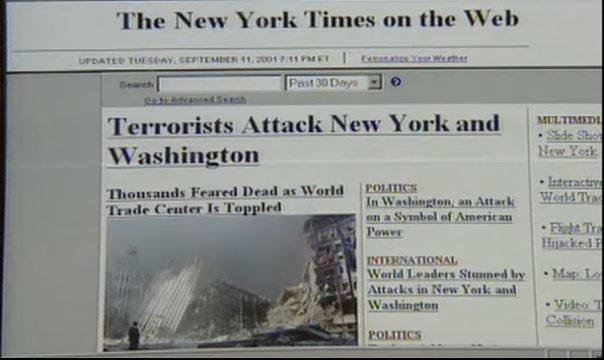 The New York Times on the Web
UPDATED TUESDAY, SEPTEMBER 11, 2001 7:11 PM ET
Personalize Your Weather
Search
Past 30 Days
Go to Advanced Search
Terrorists Attack New York and
Washington
Thousands Feared Dead as World
Trade Center Is Toppled
POLITICS
In Washington, an Attack
on a Symbol of American
Power
INTERNATIONAL
World Leaders Stunned by
Attacks in New York and
Washington
POLITICS
MULTIMEDI
• Slide Sho
New York
• Interactiv
World Trad
• Flight Tra
Hijacked P
• Map: Lo
• Video: T
Collision